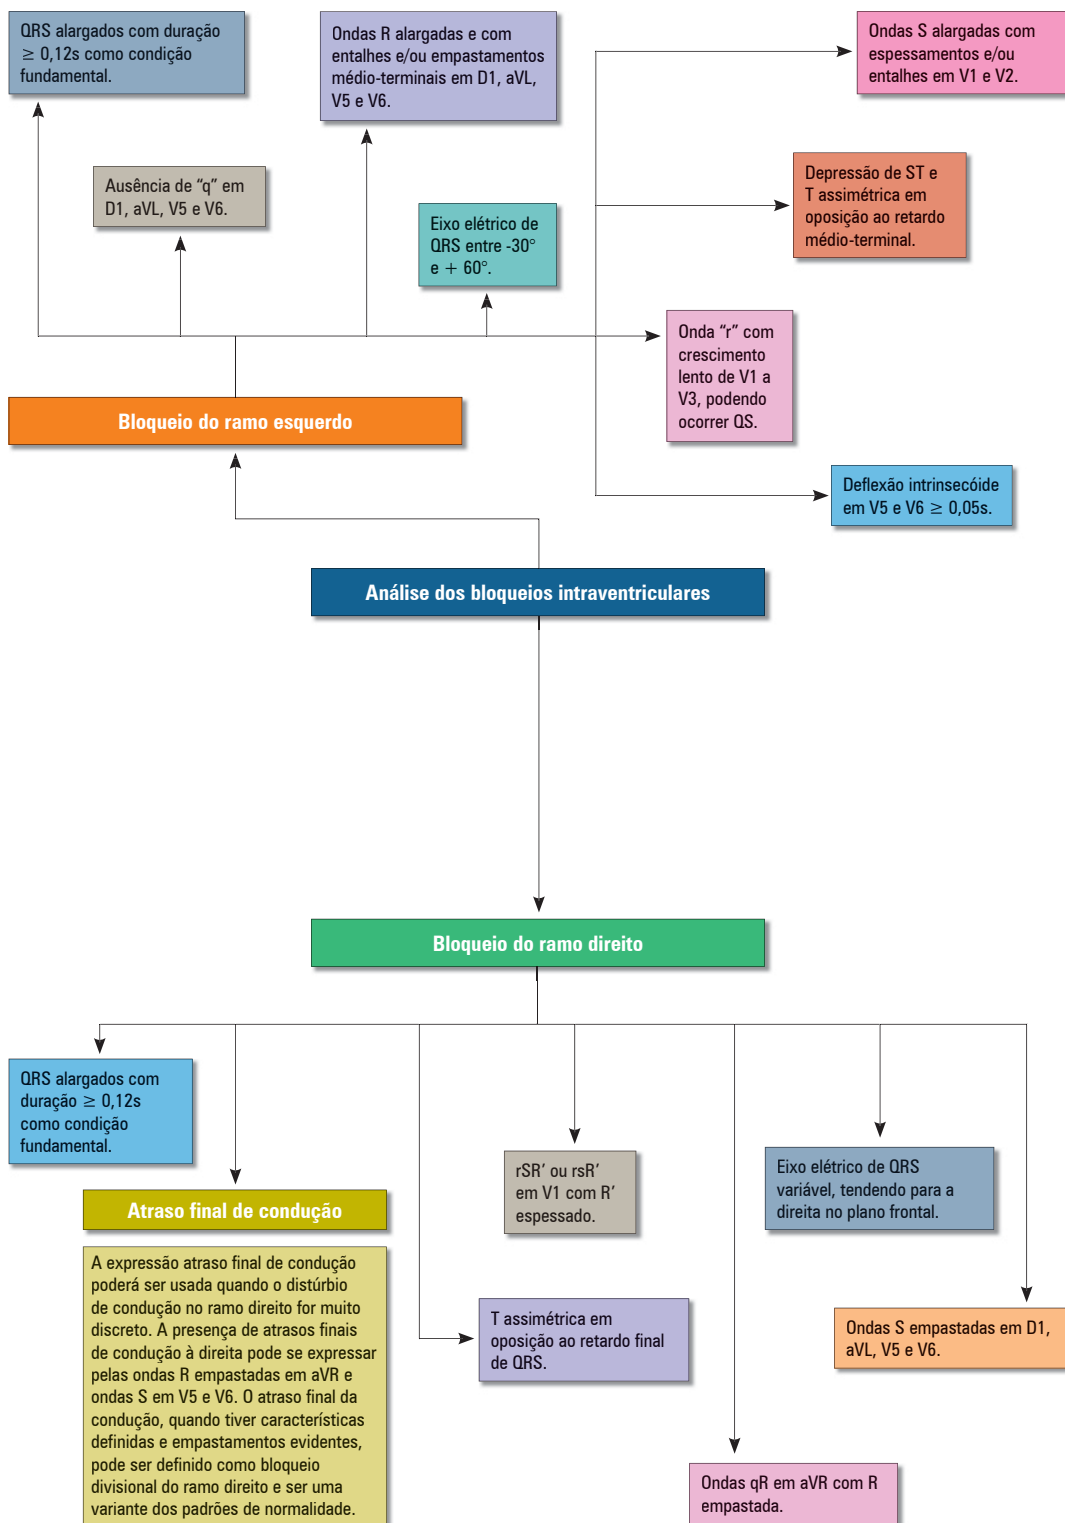 QRS alargados com duração
≥ 0,12s como condição
fundamental.
Ondas R alargadas e com
entalhes e/ou empastamentos
médio-terminais em D1, aVL,
V5 e V6.
Ondas S alargadas com
espessamentos e/ou
entalhes em V1 e V2.
Ausência de “q” em
D1, aVL, V5 e V6.
Depressão de ST e
T assimétrica em
oposição ao retardo
médio-terminal.
Eixo elétrico de
QRS entre -30°
e + 60°.
Onda “r” com
crescimento
lento de V1 a
V3, podendo
ocorrer QS.
Bloqueio do ramo esquerdo
Deflexão intrinsecóide
em V5 e V6 ≥ 0,05s.
Análise dos bloqueios intraventriculares
Bloqueio do ramo direito
QRS alargados com
duração ≥ 0,12s
como condição
fundamental.
Atraso final de condução
A expressão atraso final de condução
poderá ser usada quando o distúrbio
de condução no ramo direito for muito
discreto. A presença de atrasos finais
de condução à direita pode se expressar
pelas ondas R empastadas em aVR e
ondas S em V5 e V6. O atraso final da
condução, quando tiver características
definidas e empastamentos evidentes,
pode ser definido como bloqueio
divisional do ramo direito e ser uma
variante dos padrões de normalidade.
T assimétrica em
oposição ao retardo final
de QRS.
rSR’ ou rsR’
em V1 com R’
espessado.
Ondas qR em aVR com R
empastada.
Eixo elétrico de QRS
variável, tendendo para a
direita no plano frontal.
Ondas S empastadas em D1,
aVL, V5 e V6.